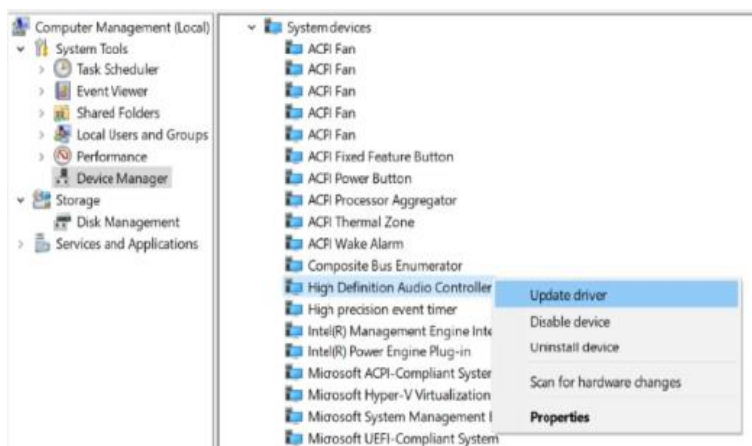 Computer Management (Local)
System Tools
Task Scheduler
Event Viewer
Shared Folders
Local Users and Groups
Performance
Device Manager
Storage
Disk Management
Services and Applications
System devices
ACPI Fan
ACPI Fan
ACPI Fan
ACPI Fan
ACPI Fan
ACPI Fixed Feature Button
ACPI Power Button
ACPI Processor Aggregator
ACPI Thermal Zone
ACPI Wake Alarm
Composite Bus Enumerator
High Definition Audio Controller
High precision event timer
Intel(R) Management Engine Inte
Intel(R) Power Engine Plug-in
Microsoft ACPI-Compliant System
Microsoft Hyper-V Virtualization
Microsoft System Management
Microsoft UEFI-Compliant System
Update driver
Disable device
Uninstall device
Scan for hardware changes
Properties